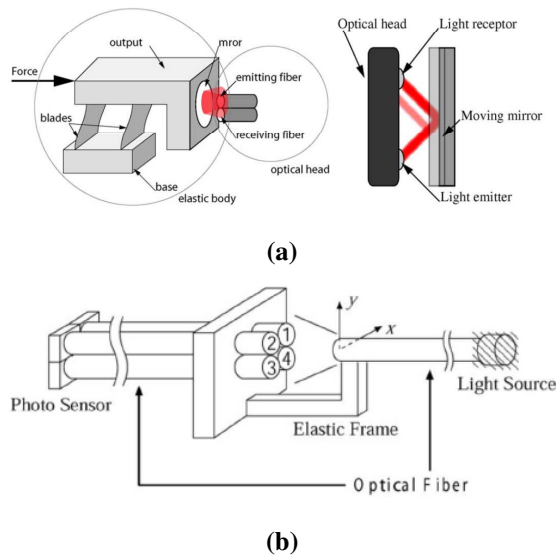 output
mror
Force
emitting fiber
blades
receiving fiber
base
elastic body
optical head
Optical head
Light receptor
Moving mirror
Light emitter
(a)
y
x
1
2
3
4
Photo Sensor
Elastic Frame
Light Source
Optical Fiber
(b)